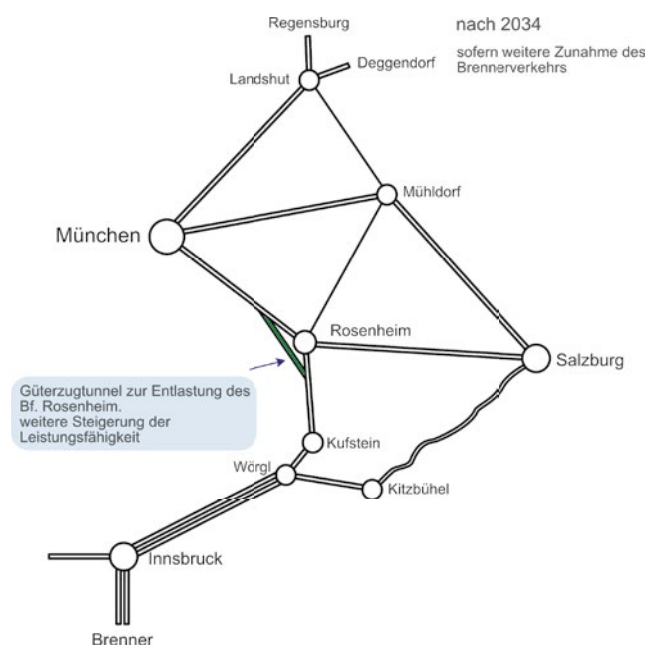 Regensburg
nach 2034
sofern weitere Zunahme des
Brennerverkehrs
Deggendorf
Landshut
Mühldorf
München
Rosenheim
Salzburg
Güterzugtunnel zur Entlastung des
Bf. Rosenheim.
weitere Steigerung der
Leistungsfähigkeit
Kufstein
Wörgl
Kitzbühel
Innsbruck
Brenner